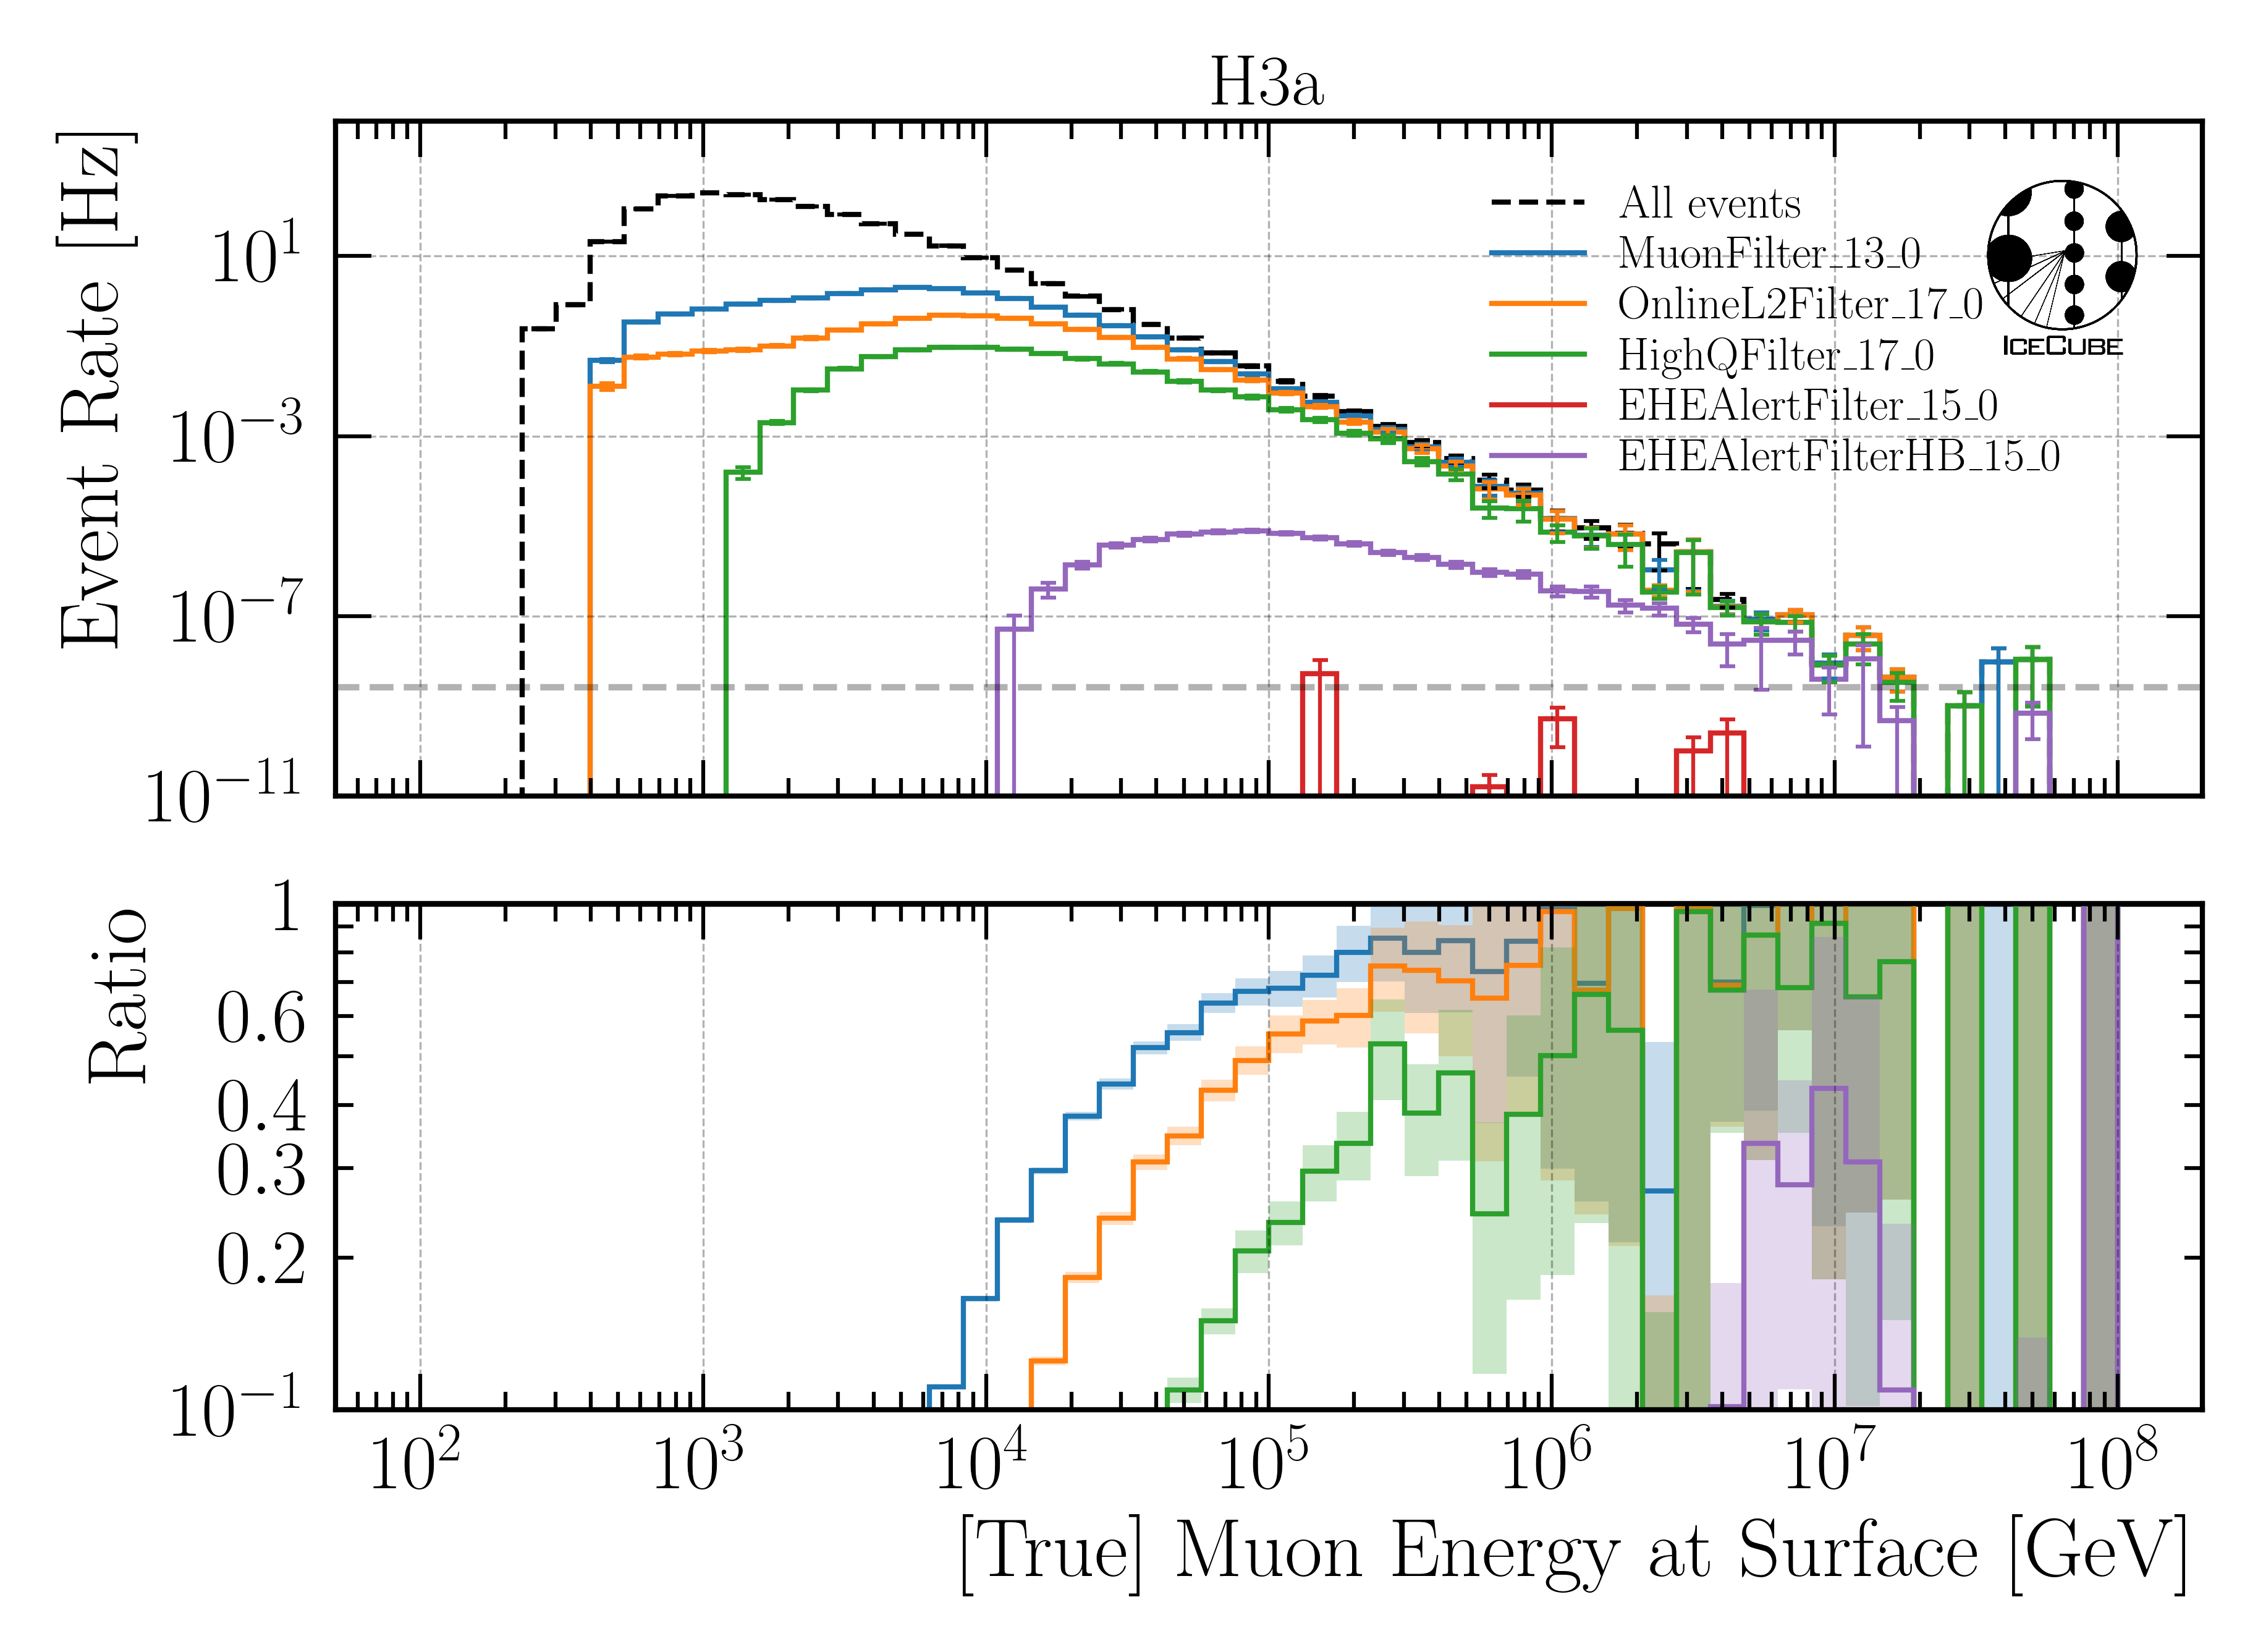 H3a
Event Rate [Hz]
10^1
10^−3
10^−7
10^−11
All events
MuonFilter_13_0
OnlineL2Filter_17_0
HighQFilter_17_0
EHEAlertFilter_15_0
EHEAlertFilterHB_15_0
ICECUBE
Ratio
1
0.6
0.4
0.3
0.2
10^−1
10^2 10^3 10^4 10^5 10^6 10^7 10^8
[True] Muon Energy at Surface [GeV]